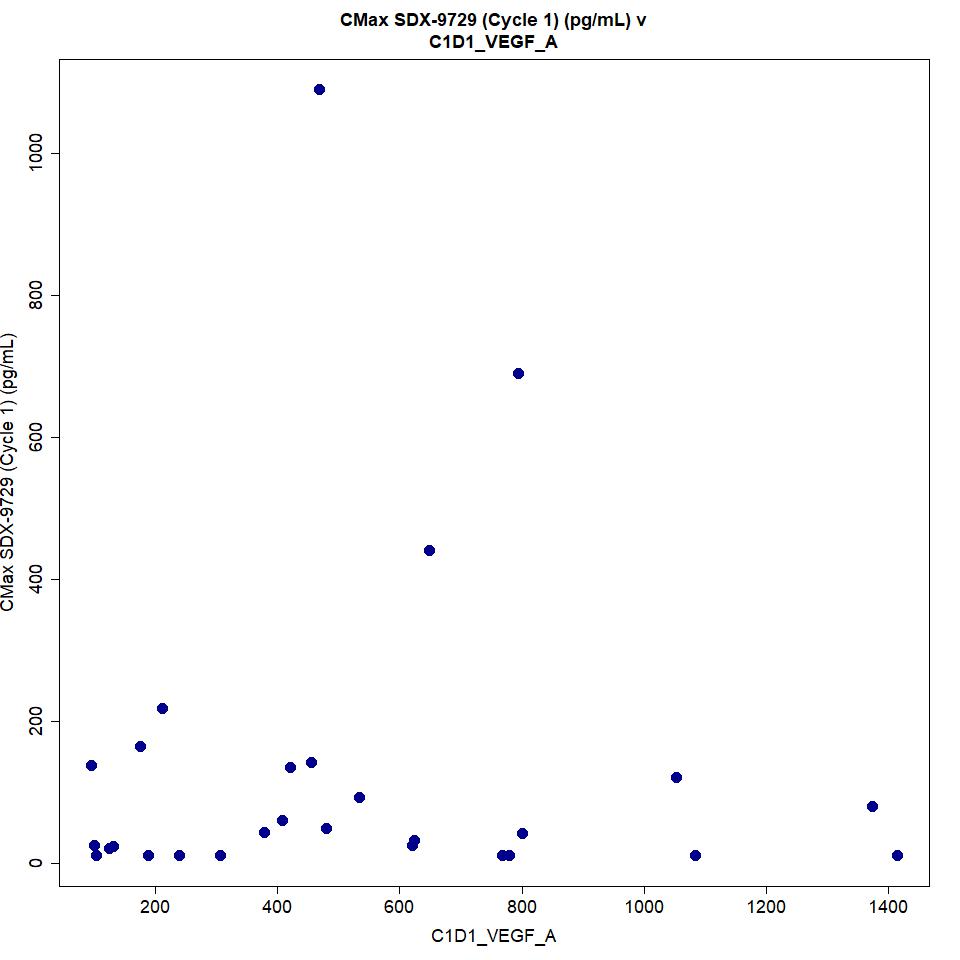 CMax SDX-9729 (Cycle 1) (pg/mL) v
C1D1_VEGF_A
CMax SDX-9729 (Cycle 1) (pg/mL)
1000
800
600
400
200
0
200 400 600 800 1000 1200 1400
C1D1_VEGF_A